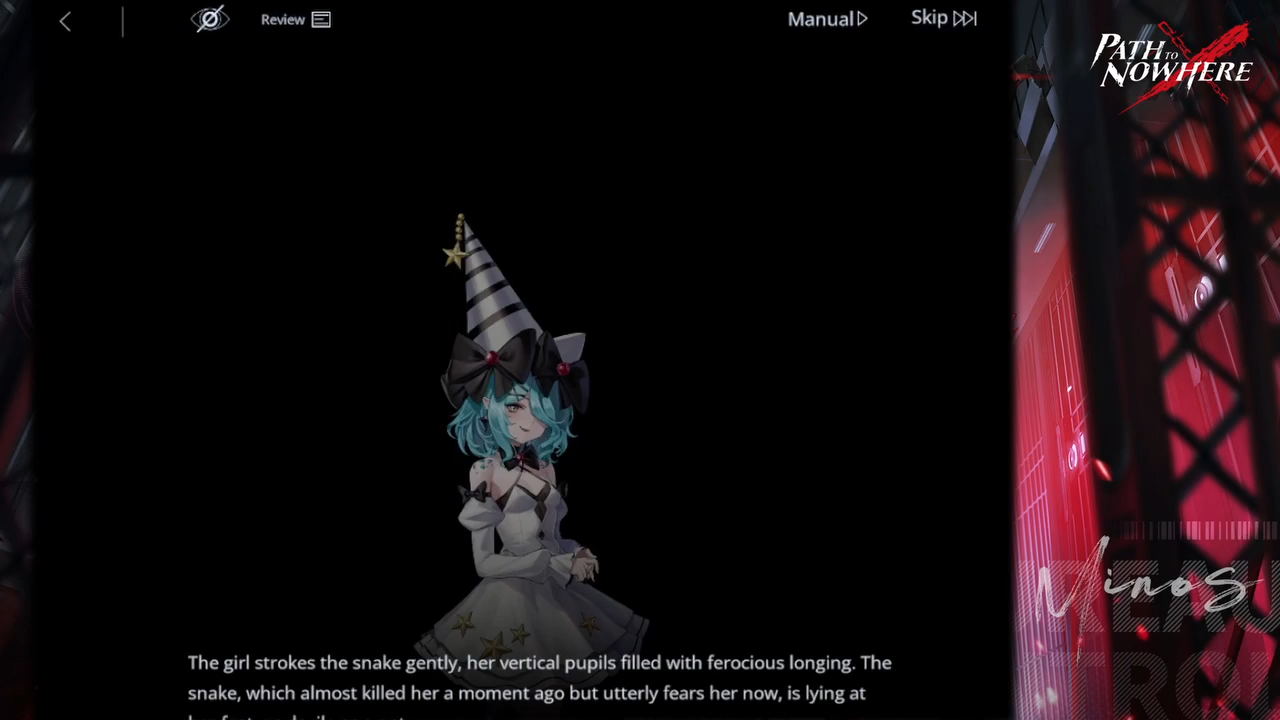 Review
Manual
Skip
PATH TO
NOWHERE
Minos
The girl strokes the snake gently, her vertical pupils filled with ferocious longing. The
snake, which almost killed her a moment ago but utterly fears her now, is lying at